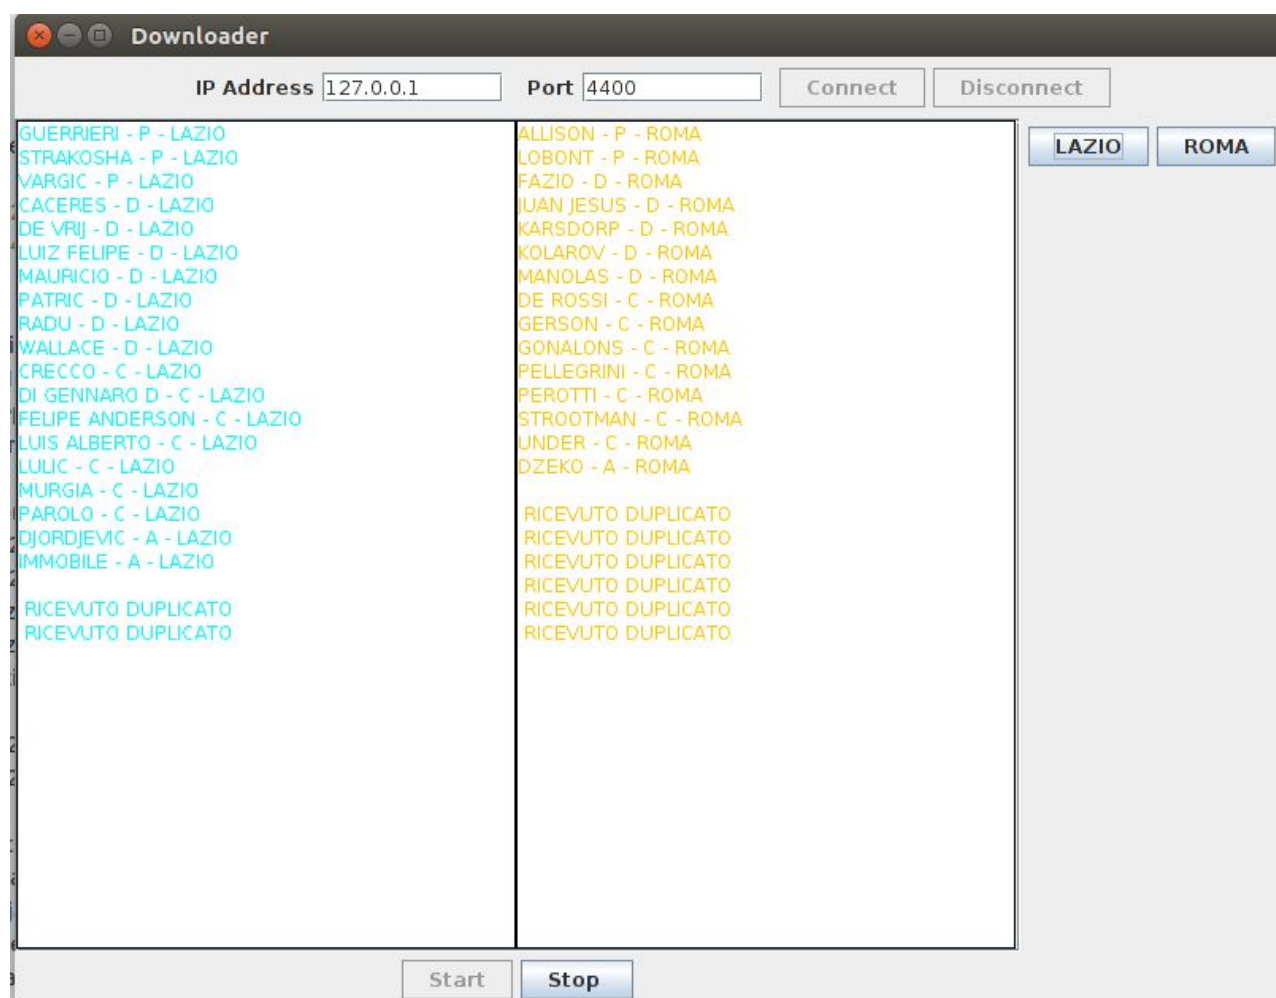 Downloader
IP Address 127.0.0.1 Port 4400 Connect Disconnect
GUERRIERI - P - LAZIO
STRAKOSHA - P - LAZIO
VARGIC - P - LAZIO
CACERES - D - LAZIO
DE VRIJ - D - LAZIO
LUIZ FELIPE - D - LAZIO
MAURICIO - D - LAZIO
PATRIC - D - LAZIO
RADU - D - LAZIO
WALLACE - D - LAZIO
CRECCO - C - LAZIO
DI GENNARO D - C - LAZIO
FELIPE ANDERSON - C - LAZIO
LUIS ALBERTO - C - LAZIO
LULIC - C - LAZIO
MURGIA - C - LAZIO
PAROLO - C - LAZIO
DJORDJEVIC - A - LAZIO
IMMOBILE - A - LAZIO
RICEVUTO DUPLICATO
RICEVUTO DUPLICATO
ALLISON - P - ROMA
LOBONT - P - ROMA
FAZIO - D - ROMA
JUAN JESUS - D - ROMA
KARSDORP - D - ROMA
KOLAROV - D - ROMA
MANOLAS - D - ROMA
DE ROSSI - C - ROMA
GERSON - C - ROMA
GONALONS - C - ROMA
PELLEGRINI - C - ROMA
PEROTTI - C - ROMA
STROOTMAN - C - ROMA
UNDER - C - ROMA
DZEKO - A - ROMA
RICEVUTO DUPLICATO
RICEVUTO DUPLICATO
RICEVUTO DUPLICATO
RICEVUTO DUPLICATO
RICEVUTO DUPLICATO
RICEVUTO DUPLICATO
LAZIO ROMA
Start Stop